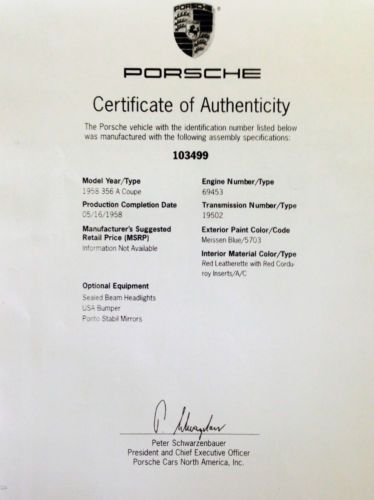 PORSCHE
Certificate of Authenticity
The Porsche vehicle with the identification number listed below
was manufactured with the following assembly specifications:
103499
Model Year/Type
1958 356 A Coupe
Production Completion Date
05/16/1958
Manufacturer's Suggested
Retail Price (MSRP)
Information Not Available
Engine Number/Type
69453
Transmission Number/Type
19502
Exterior Paint Color/Code
Meissen Blue/5703
Interior Material Color/Type
Red Leatherette with Red Cordu-
roy Inserts/A/C
Optional Equipment
Sealed Beam Headlights
USA Bumper
Ponto Stabil Mirrors
P. Schwarzenbauer
Peter Schwarzenbauer
President and Chief Executive Officer
Porsche Cars North America, Inc.